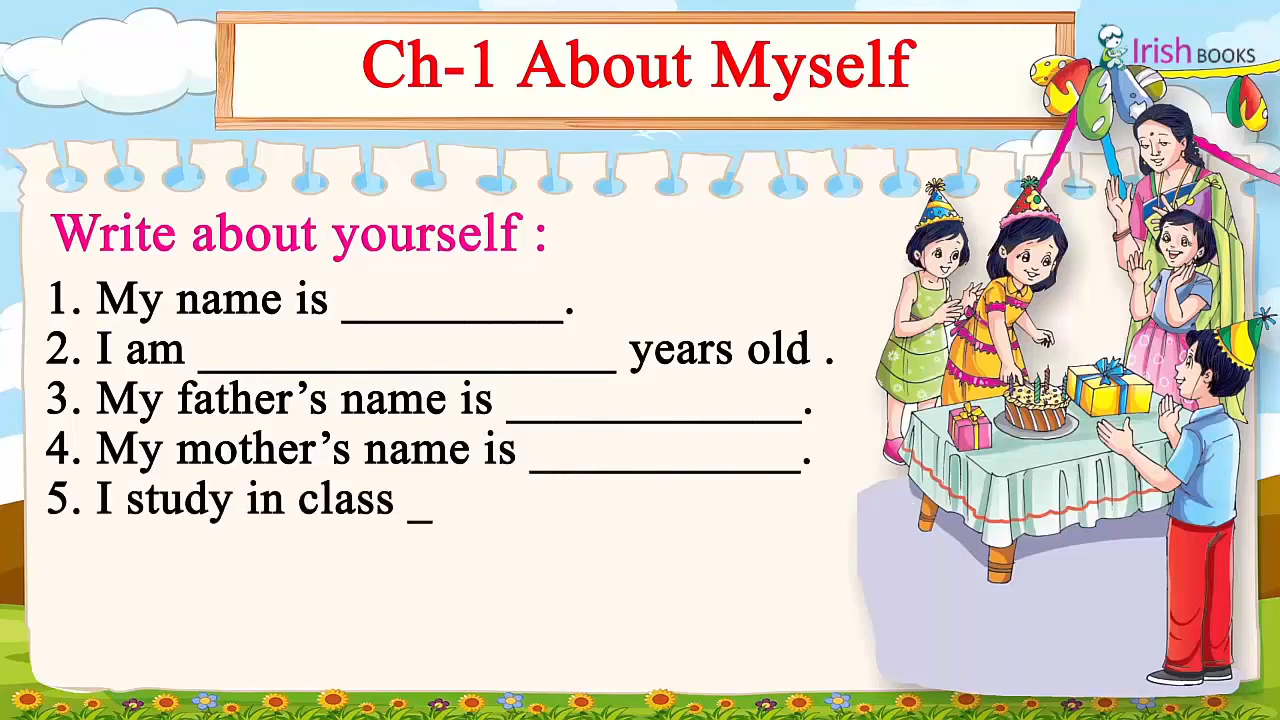 Ch-1 About Myself
Irish BOOKS
Write about yourself :
1. My name is __________.
2. I am ___________________ years old .
3. My father’s name is _____________.
4. My mother’s name is ____________.
5. I study in class _